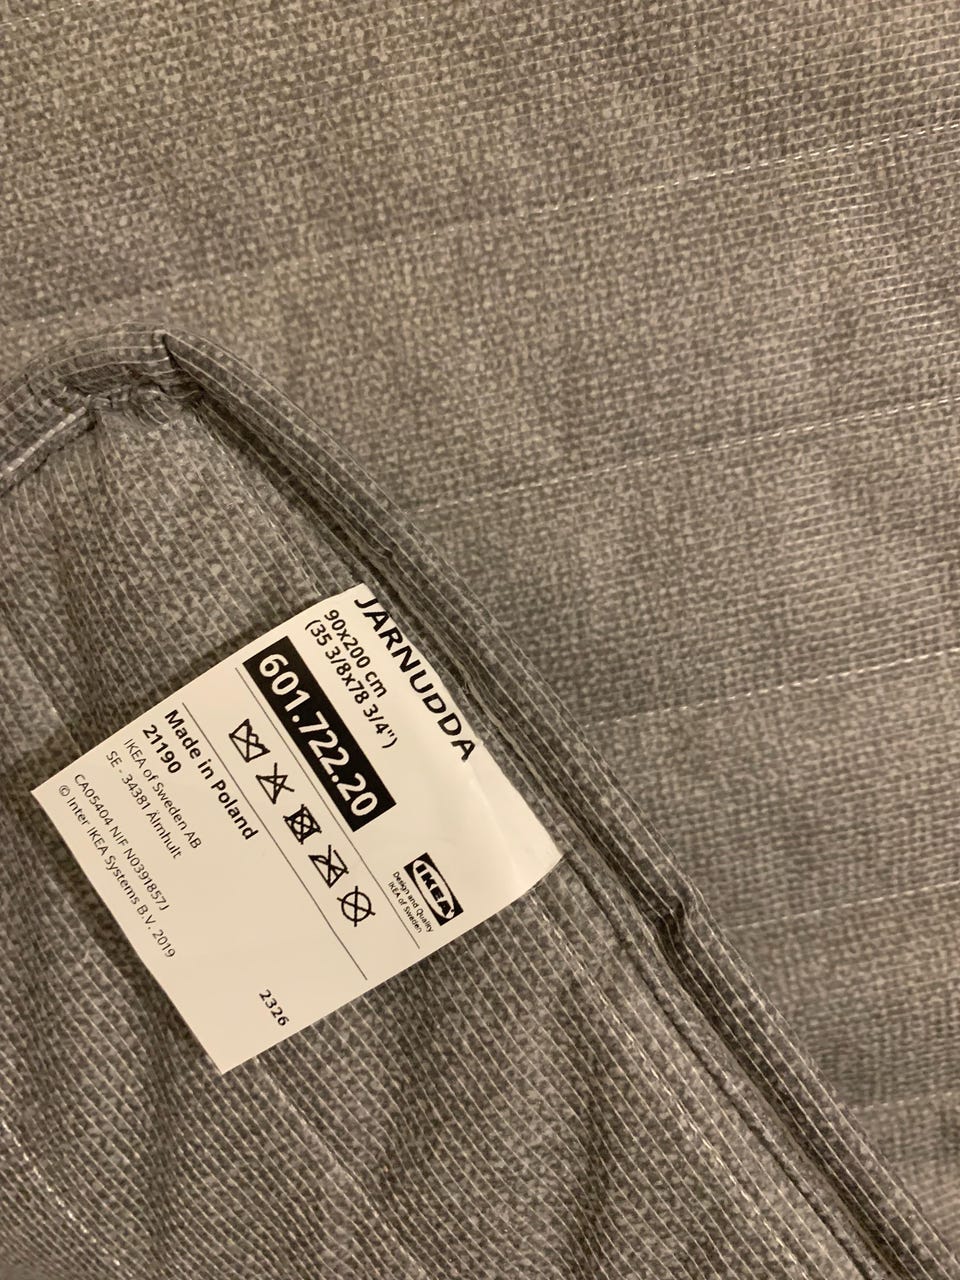 JARNUDDA
90x200 cm
(35 3/8x78 3/4")
601.722.20
IKEA
Design and Quality
IKEA of Sweden
Made in Poland
21190
IKEA of Sweden AB
SE - 34381 Älmhult
CA05404 NIF N0391857J
© Inter IKEA Systems B.V. 2019
2326